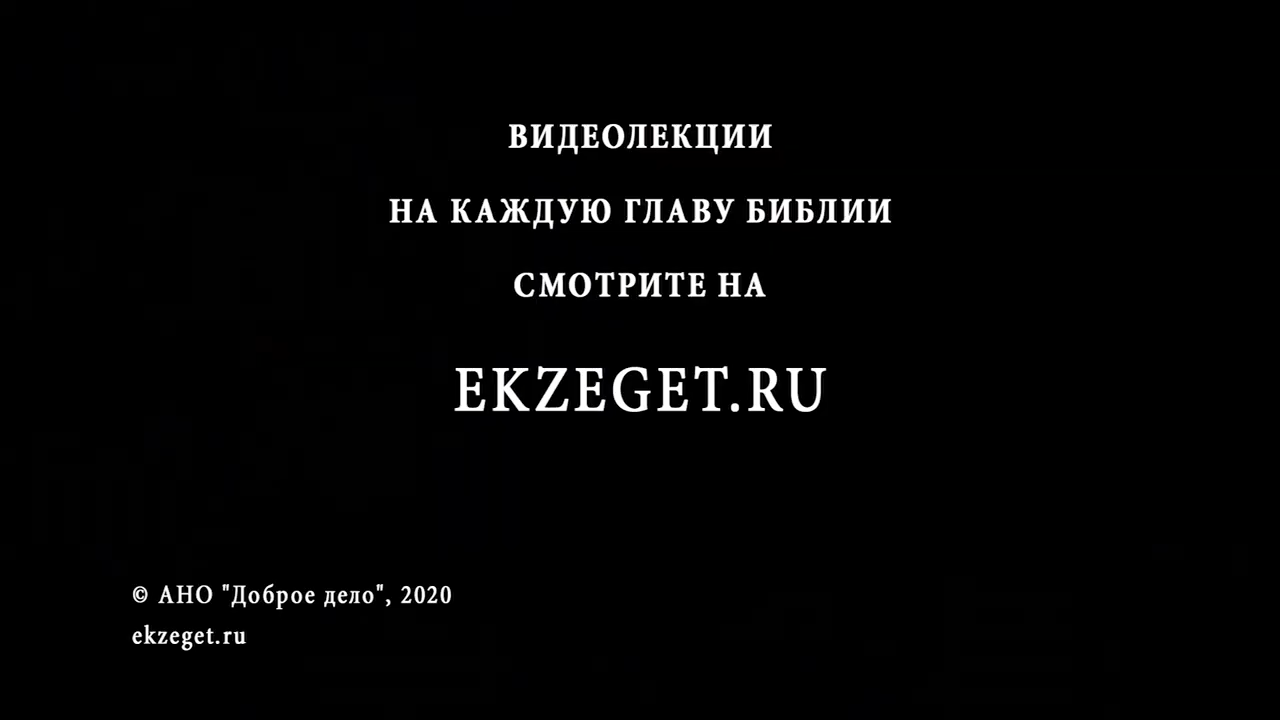 ВИДЕОЛЕКЦИИ
НА КАЖДУЮ ГЛАВУ БИБЛИИ
СМОТРИТЕ НА
EKZEGET.RU
© АНО "Доброе дело", 2020
ekzeget.ru